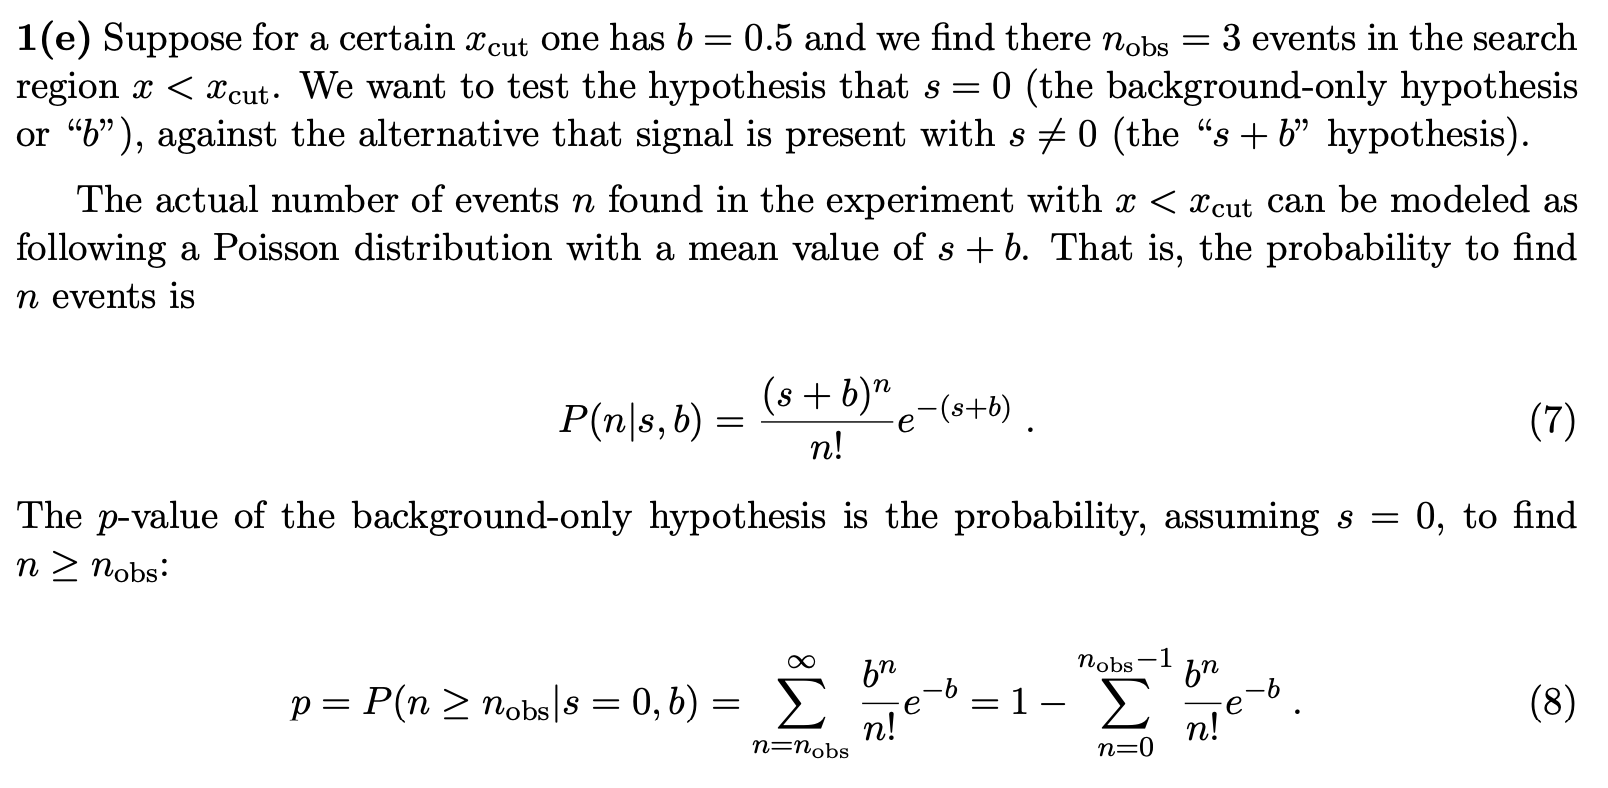 1(e) Suppose for a certain x_cut one has b = 0.5 and we find there n_obs = 3 events in the search
region x < x_cut. We want to test the hypothesis that s = 0 (the background-only hypothesis
or “b”), against the alternative that signal is present with s ≠ 0 (the “s + b” hypothesis).
The actual number of events n found in the experiment with x < x_cut can be modeled as
following a Poisson distribution with a mean value of s + b. That is, the probability to find
n events is
P(n|s, b) = \frac{(s + b)^n}{n!} e^{-(s+b)} . (7)
The p-value of the background-only hypothesis is the probability, assuming s = 0, to find
n ≥ n_obs:
p = P(n ≥ n_obs|s = 0, b) = \sum_{n=n_obs}^{∞} \frac{b^n}{n!} e^{-b} = 1 − \sum_{n=0}^{n_obs−1} \frac{b^n}{n!} e^{-b} . (8)